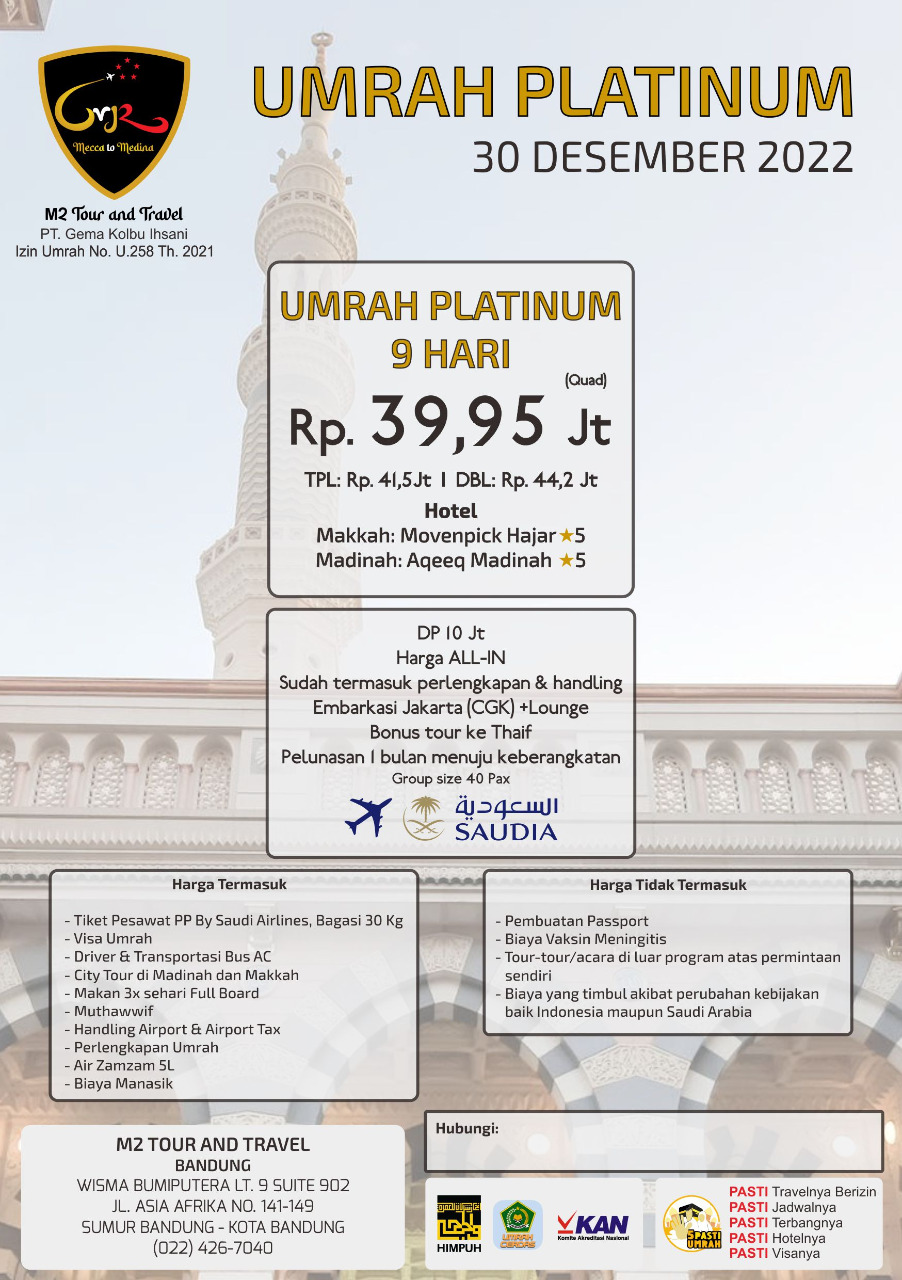 UMRAH PLATINUM
30 DESEMBER 2022
Mecca to Medina
M2 Tour and Travel
PT. Gema Kolbu Ihsani
Izin Umrah No. U.258 Th. 2021
UMRAH PLATINUM
9 HARI
(Quad)
Rp. 39,95 Jt
TPL: Rp. 41,5Jt I DBL: Rp. 44,2 Jt
Hotel
Makkah: Movenpick Hajar ★5
Madinah: Aqeeq Madinah ★5
DP 10 Jt
Harga ALL-IN
Sudah termasuk perlengkapan & handling
Embarkasi Jakarta (CGK) +Lounge
Bonus tour ke Thaif
Pelunasan 1 bulan menuju keberangkatan
Group size 40 Pax
السعودية
SAUDIA
Harga Termasuk
- Tiket Pesawat PP By Saudi Airlines, Bagasi 30 Kg
- Visa Umrah
- Driver & Transportasi Bus AC
- City Tour di Madinah dan Makkah
- Makan 3x sehari Full Board
- Muthawwif
- Handling Airport & Airport Tax
- Perlengkapan Umrah
- Air Zamzam 5L
- Biaya Manasik
Harga Tidak Termasuk
- Pembuatan Passport
- Biaya Vaksin Meningitis
- Tour-tour/acara di luar program atas permintaan
sendiri
- Biaya yang timbul akibat perubahan kebijakan
baik Indonesia maupun Saudi Arabia
M2 TOUR AND TRAVEL
BANDUNG
WISMA BUMIPUTERA LT. 9 SUITE 902
JL. ASIA AFRIKA NO. 141-149
SUMUR BANDUNG - KOTA BANDUNG
(022) 426-7040
Hubungi:
HIMPUH
UMRAH
CERDAS
KAN
Komite Akreditasi Nasional
5PASTI
UMRAH
PASTI Travelnya Berizin
PASTI Jadwalnya
PASTI Terbangnya
PASTI Hotelnya
PASTI Visanya